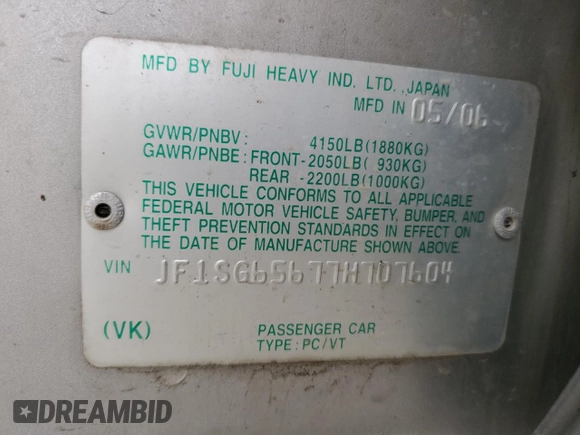 MFD BY FUJI HEAVY IND. LTD., JAPAN
MFD IN 05/06
GVWR/PNBV: 4150LB(1880KG)
GAWR/PNBE: FRONT-2050LB( 930KG)
REAR -2200LB(1000KG)
THIS VEHICLE CONFORMS TO ALL APPLICABLE
FEDERAL MOTOR VEHICLE SAFETY, BUMPER, AND
THEFT PREVENTION STANDARDS IN EFFECT ON
THE DATE OF MANUFACTURE SHOWN ABOVE.
VIN JF1SG65677H707604
(VK) PASSENGER CAR
TYPE: PC/VT
DREAMBID